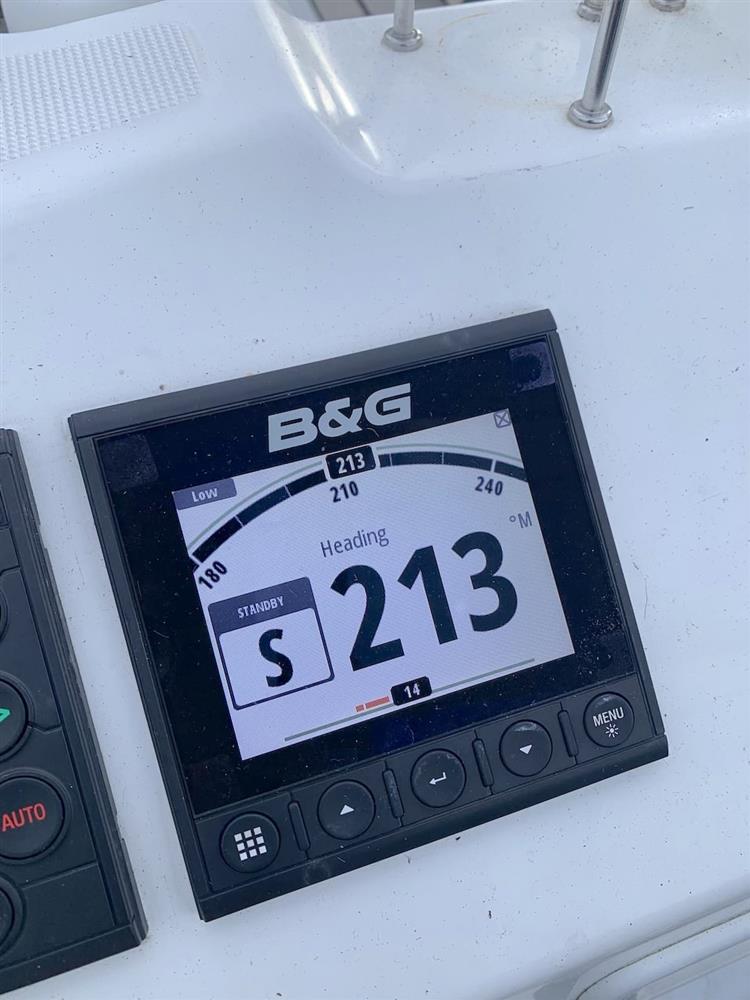 B&G
Low
213
180
210
240
Heading
°M
STANDBY
S
213
14
MENU
AUTO